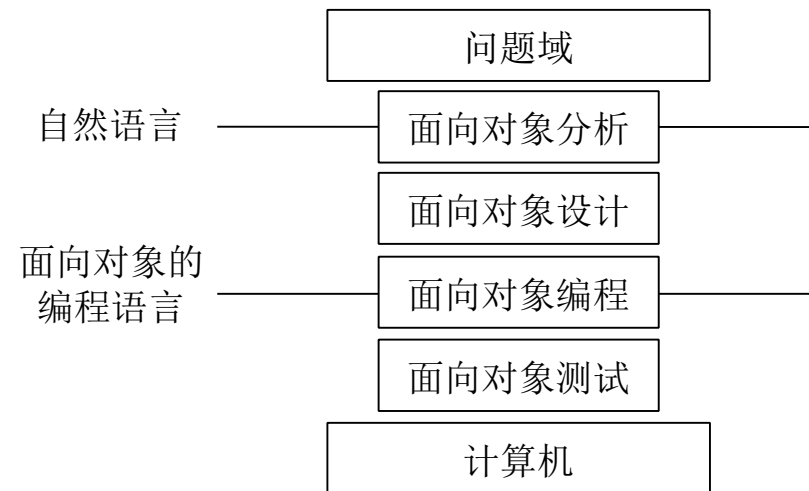 问题域
自然语言
面向对象分析
面向对象设计
面向对象的
编程语言
面向对象编程
面向对象测试
计算机